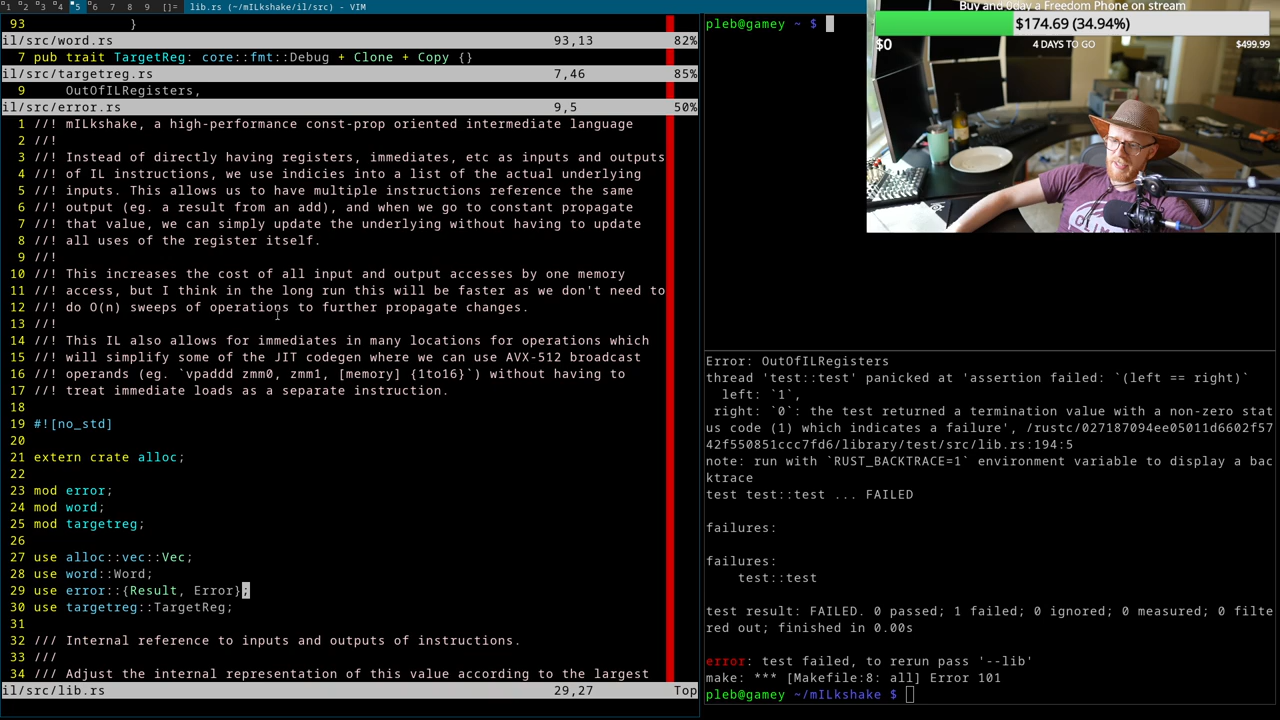 1 2 3 4 5 6 7 8 9 []= lib.rs (~/mILkshake/il/src) - VIM
93             }
il/src/word.rs 93,13 82%
7 pub trait TargetReg: core::fmt::Debug + Clone + Copy {}
il/src/targetreg.rs 7,46 85%
9     OutOfILRegisters,
il/src/error.rs 9,5 50%
1 //! mILkshake, a high-performance const-prop oriented intermediate language
2 //!
3 //! Instead of directly having registers, immediates, etc as inputs and outputs
4 //! of IL instructions, we use indicies into a list of the actual underlying
5 //! inputs. This allows us to have multiple instructions reference the same
6 //! output (eg. a result from an add), and when we go to constant propagate
7 //! that value, we can simply update the underlying without having to update
8 //! all uses of the register itself.
9 //!
10 //! This increases the cost of all input and output accesses by one memory
11 //! access, but I think in the long run this will be faster as we don't need to
12 //! do O(n) sweeps of operations to further propagate changes.
13 //!
14 //! This IL also allows for immediates in many locations for operations which
15 //! will simplify some of the JIT codegen where we can use AVX-512 broadcast
16 //! operands (eg. `vpaddd zmm0, zmm1, [memory] {1to16}`) without having to
17 //! treat immediate loads as a separate instruction.
18
19 #![no_std]
20
21 extern crate alloc;
22
23 mod error;
24 mod word;
25 mod targetreg;
26
27 use alloc::vec::Vec;
28 use word::Word;
29 use error::{Result, Error};
30 use targetreg::TargetReg;
31
32 /// Internal reference to inputs and outputs of instructions.
33 ///
34 /// Adjust the internal representation of this value according to the largest
il/src/lib.rs 29,27 Top
pleb@gamey ~ $
Buy and 0day a Freedom Phone on stream
$174.69 (34.94%)
$0 4 DAYS TO GO $499.99
Error: OutOfILRegisters
thread 'test::test' panicked at 'assertion failed: `(left == right)`
  left: `1`,
 right: `0`: the test returned a termination value with a non-zero stat
us code (1) which indicates a failure', /rustc/027187094ee05011d6602f57
42f550851ccc7fd6/library/test/src/lib.rs:194:5
note: run with `RUST_BACKTRACE=1` environment variable to display a bac
ktrace
test test::test ... FAILED
failures:
failures:
    test::test
test result: FAILED. 0 passed; 1 failed; 0 ignored; 0 measured; 0 filte
red out; finished in 0.00s
error: test failed, to rerun pass '--lib'
make: *** [Makefile:8: all] Error 101
pleb@gamey ~/mILkshake $